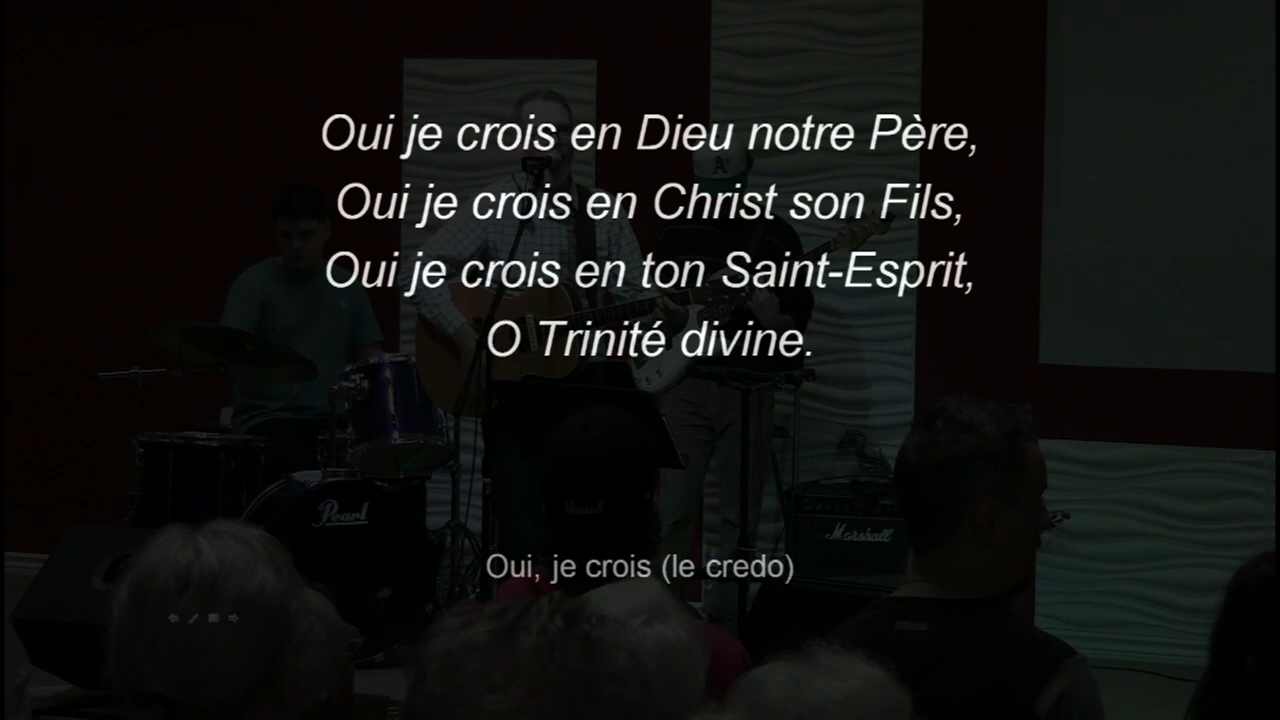 Oui je crois en Dieu notre Père,
Oui je crois en Christ son Fils,
Oui je crois en ton Saint-Esprit,
O Trinité divine.
A's
Pearl
Marshall
Oui, je crois (le credo)